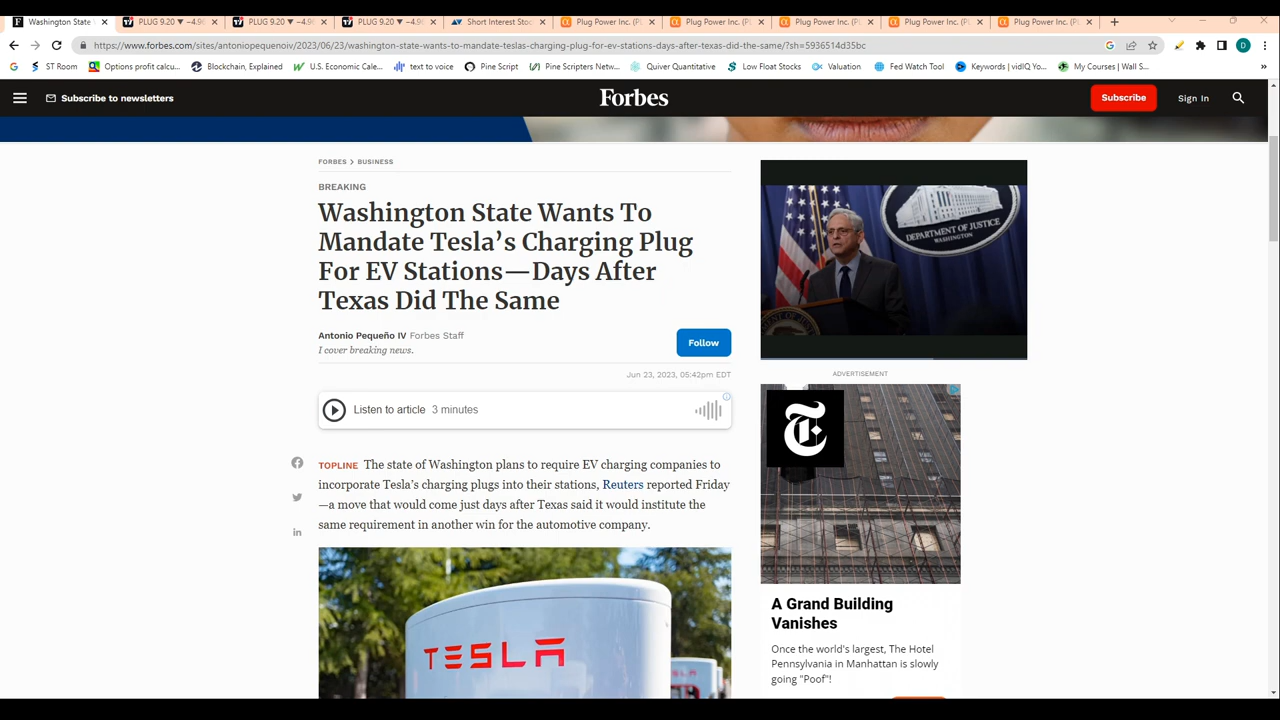 Washington State
PLUG 9.20 ▼ −4.96
PLUG 9.20 ▼ −4.96
PLUG 9.20 ▼ −4.96
Short Interest Stoc
Plug Power Inc. (PL
Plug Power Inc. (PL
Plug Power Inc. (PL
Plug Power Inc. (PL
Plug Power Inc. (PL
https://www.forbes.com/sites/antoniopequenoiv/2023/06/23/washington-state-wants-to-mandate-teslas-charging-plug-for-ev-stations-days-after-texas-did-the-same/?sh=5936514d35bc
ST Room
Options profit calcu...
Blockchain, Explained
U.S. Economic Cale...
text to voice
Pine Script
Pine Scripters Netw...
Quiver Quantitative
Low Float Stocks
Valuation
Fed Watch Tool
Keywords | vidIQ Yo...
My Courses | Wall S...
Subscribe to newsletters
Forbes
Subscribe
Sign In
FORBES > BUSINESS
BREAKING
Washington State Wants To
Mandate Tesla’s Charging Plug
For EV Stations—Days After
Texas Did The Same
Antonio Pequeño IV Forbes Staff
I cover breaking news.
Follow
Jun 23, 2023, 05:42pm EDT
Listen to article 3 minutes
TOPLINE The state of Washington plans to require EV charging companies to
incorporate Tesla’s charging plugs into their stations, Reuters reported Friday
—a move that would come just days after Texas said it would institute the
same requirement in another win for the automotive company.
TESLA
DEPARTMENT OF JUSTICE
WASHINGTON
ADVERTISEMENT
A Grand Building
Vanishes
Once the world's largest, The Hotel
Pennsylvania in Manhattan is slowly
going "Poof"!